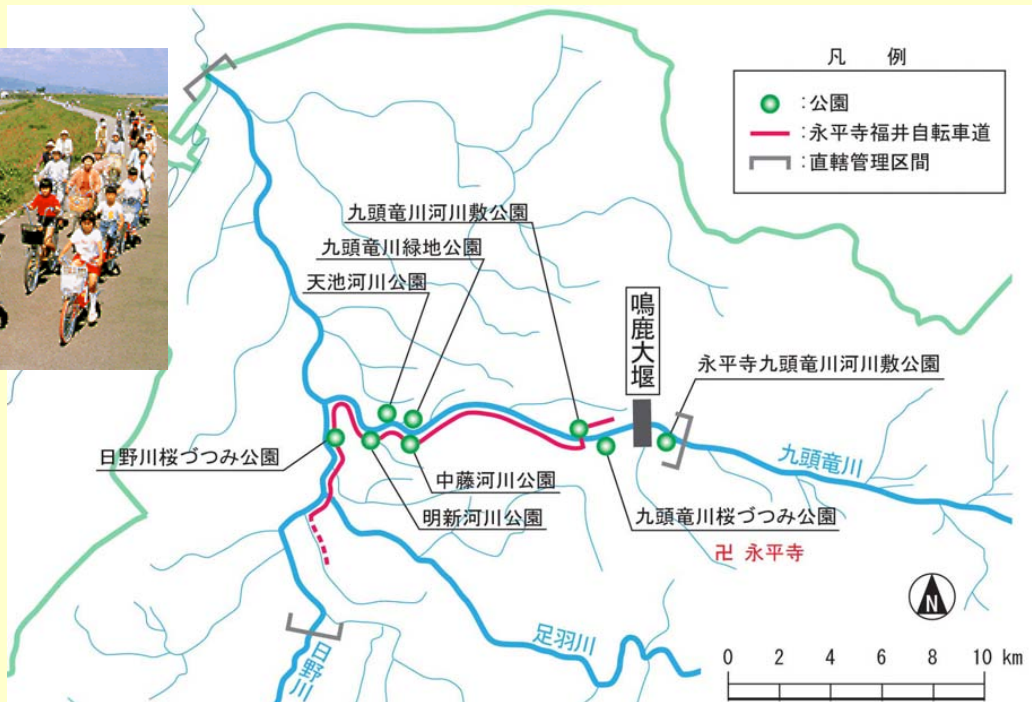 凡 例
:公園
:永平寺福井自転車道
:直轄管理区間
九頭竜川河川敷公園
九頭竜川緑地公園
天池河川公園
鳴鹿大堰
永平寺九頭竜川河川敷公園
日野川桜づつみ公園
九頭竜川
中藤河川公園
明新河川公園
九頭竜川桜づつみ公園
卍 永平寺
N
足羽川
日野川
0 2 4 6 8 10 km